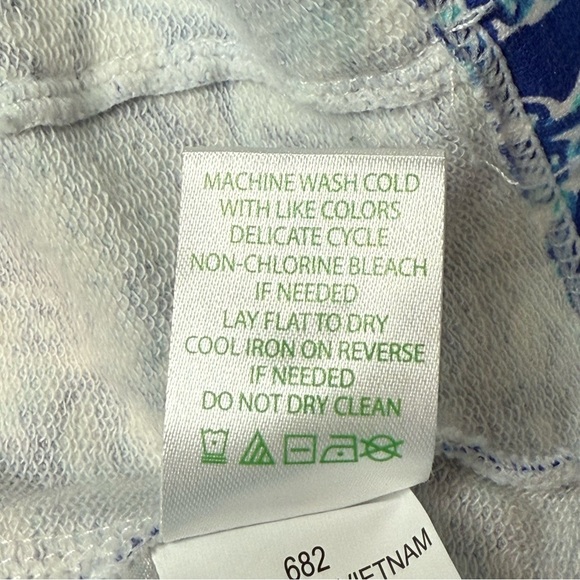 MACHINE WASH COLD
WITH LIKE COLORS
DELICATE CYCLE
NON-CHLORINE BLEACH
IF NEEDED
LAY FLAT TO DRY
COOL IRON ON REVERSE
IF NEEDED
DO NOT DRY CLEAN
682
VIETNAM